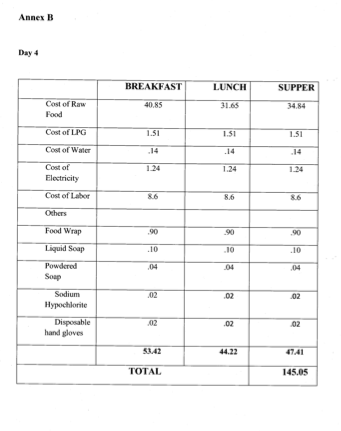 Annex B
Day 4
BREAKFAST LUNCH SUPPER
Cost of Raw Food 40.85 31.65 34.84
Cost of LPG 1.51 1.51 1.51
Cost of Water .14 .14 .14
Cost of Electricity 1.24 1.24 1.24
Cost of Labor 8.6 8.6 8.6
Others
Food Wrap .90 .90 .90
Liquid Soap .10 .10 .10
Powdered Soap .04 .04 .04
Sodium Hypochlorite .02 .02 .02
Disposable hand gloves .02 .02 .02
53.42 44.22 47.41
TOTAL 145.05